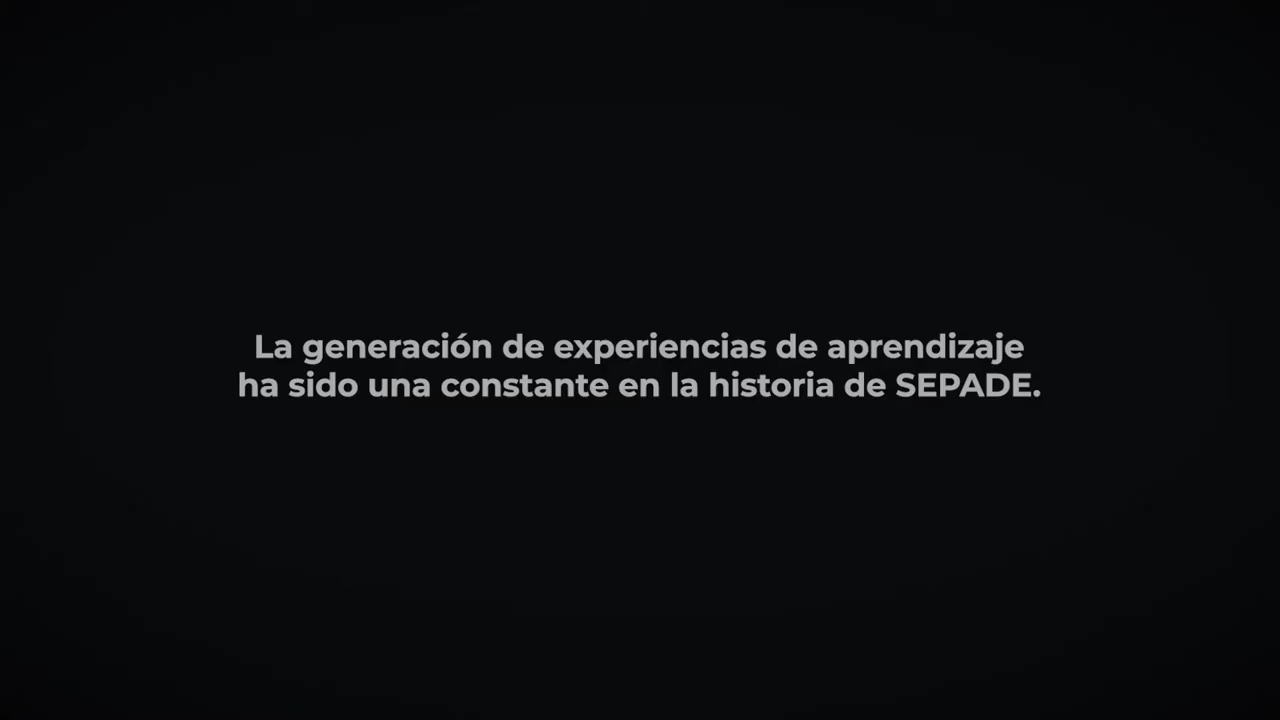 La generación de experiencias de aprendizaje
ha sido una constante en la historia de SEPADE.